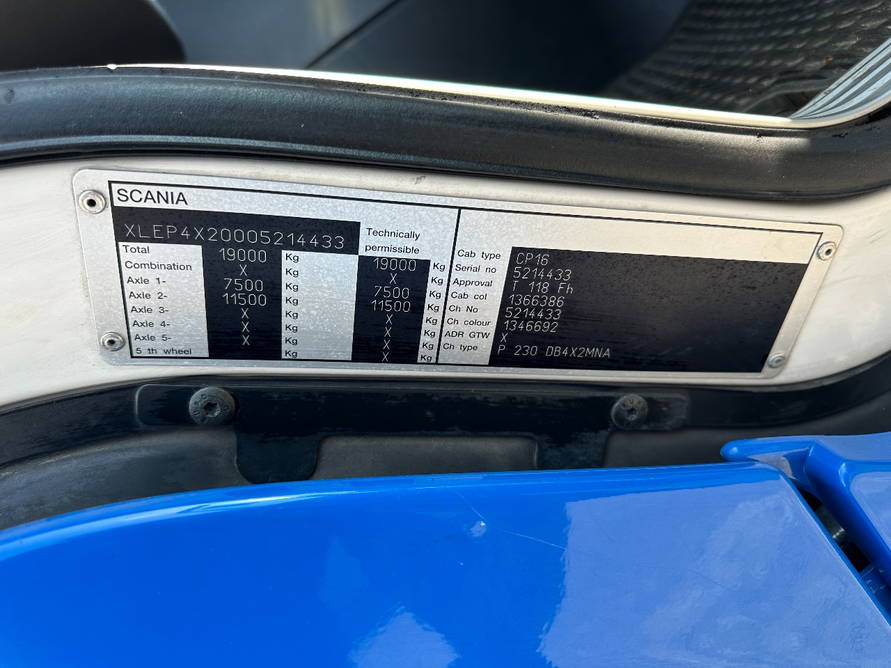 SCANIA
XLEP4X20005214433
Technically
permissible
Total 19000 Kg 19000 Kg
Combination X Kg X Kg
Axle 1- 7500 Kg 7500 Kg
Axle 2- 11500 Kg 11500 Kg
Axle 3- X Kg X Kg
Axle 4- X Kg X Kg
Axle 5- X Kg X Kg
5 th wheel X Kg X Kg
Cab type CP16
Serial no 5214433
Approval T 118 Fh
Cab col 1366386
Ch No 5214433
Ch colour 1346692
ADR GTW X
Ch type P 230 DB4X2MNA